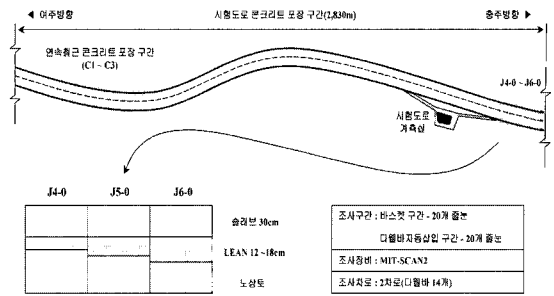 ◀ 여주방향
시험도로 콘크리트 포장 구간(2,830m)
충주방향 ▶
연속철근 콘크리트 포장 구간
(C1 ~ C3)
J4-0 ~ J6-0
시험도로
계측실
J4-0 J5-0 J6-0
슬래브 30cm
LEAN 12 ~18cm
노상토
조사구간 : 바스켓 구간 - 20개 줄눈
다웰바자동삽입 구간 - 20개 줄눈
조사장비 : MIT-SCAN2
조사차로 : 2차로(다웰바 14개)